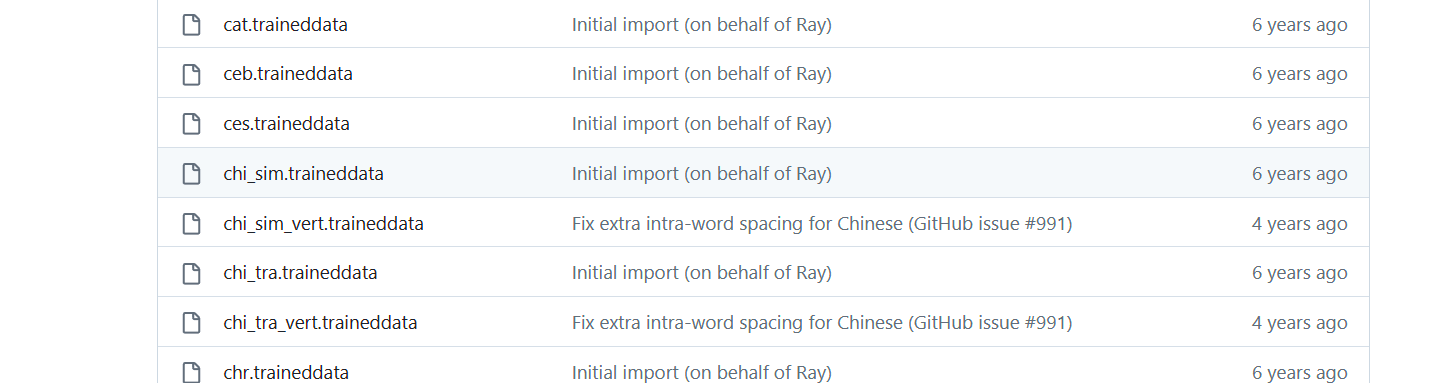 cat.traineddata Initial import (on behalf of Ray) 6 years ago
ceb.traineddata Initial import (on behalf of Ray) 6 years ago
ces.traineddata Initial import (on behalf of Ray) 6 years ago
chi_sim.traineddata Initial import (on behalf of Ray) 6 years ago
chi_sim_vert.traineddata Fix extra intra-word spacing for Chinese (GitHub issue #991) 4 years ago
chi_tra.traineddata Initial import (on behalf of Ray) 6 years ago
chi_tra_vert.traineddata Fix extra intra-word spacing for Chinese (GitHub issue #991) 4 years ago
chr.traineddata Initial import (on behalf of Ray) 6 years ago